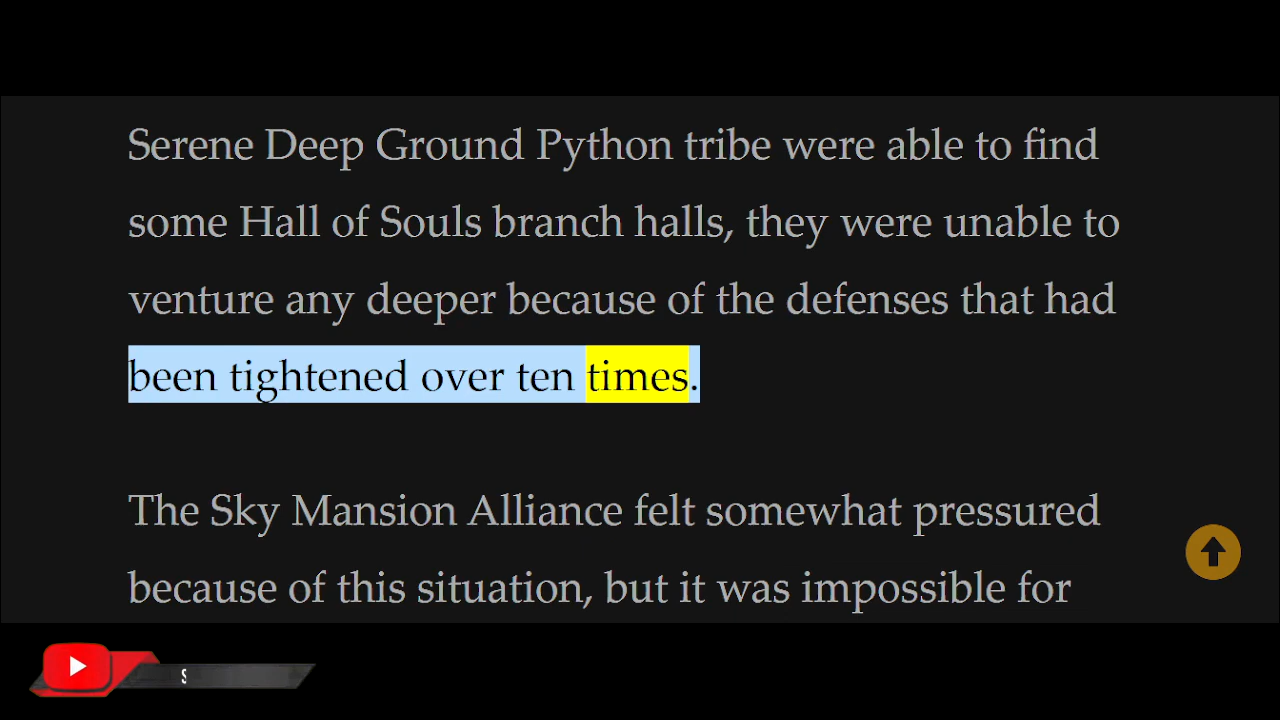 Serene Deep Ground Python tribe were able to find
some Hall of Souls branch halls, they were unable to
venture any deeper because of the defenses that had
been tightened over ten times.
The Sky Mansion Alliance felt somewhat pressured
because of this situation, but it was impossible for
S